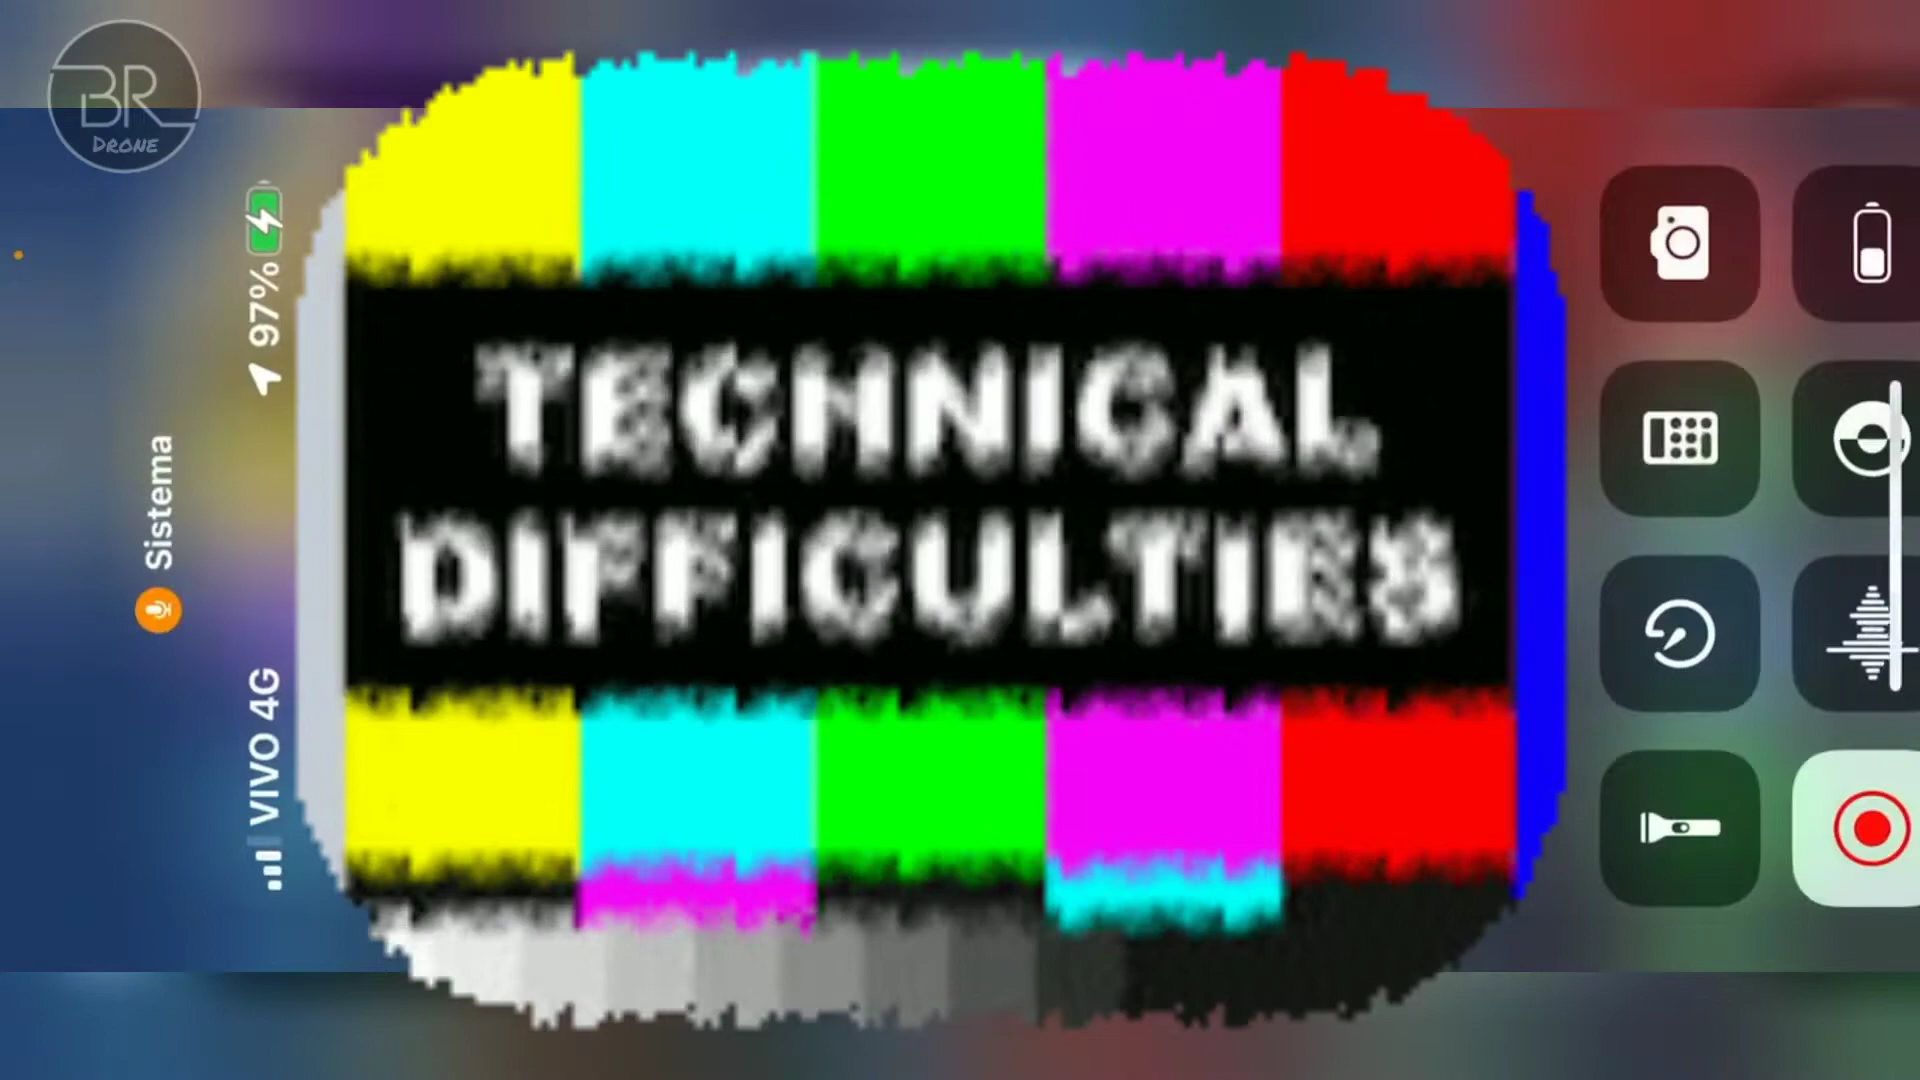 BR
DRONE
TECHNICAL
DIFFICULTIES
97%
Sistema
VIVO 4G